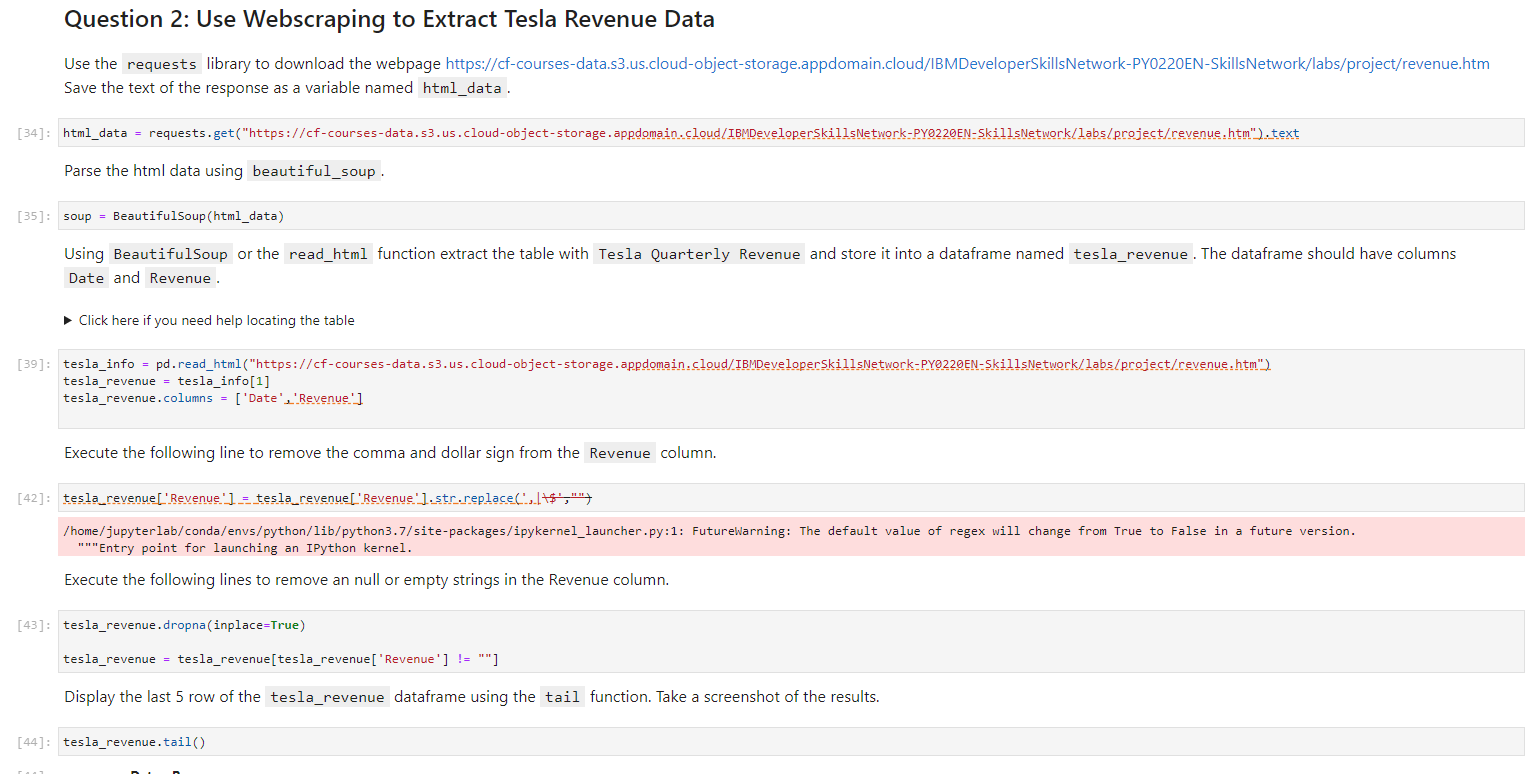 Question 2: Use Webscraping to Extract Tesla Revenue Data
Use the requests library to download the webpage https://cf-courses-data.s3.us.cloud-object-storage.appdomain.cloud/IBMDeveloperSkillsNetwork-PY0220EN-SkillsNetwork/labs/project/revenue.htm
Save the text of the response as a variable named html_data.
[34]: html_data = requests.get("https://cf-courses-data.s3.us.cloud-object-storage.appdomain.cloud/IBMDeveloperSkillsNetwork-PY0220EN-SkillsNetwork/labs/project/revenue.htm").text
Parse the html data using beautiful_soup.
[35]: soup = BeautifulSoup(html_data)
Using BeautifulSoup or the read_html function extract the table with Tesla Quarterly Revenue and store it into a dataframe named tesla_revenue. The dataframe should have columns
Date and Revenue.
▶ Click here if you need help locating the table
[39]: tesla_info = pd.read_html("https://cf-courses-data.s3.us.cloud-object-storage.appdomain.cloud/IBMDeveloperSkillsNetwork-PY0220EN-SkillsNetwork/labs/project/revenue.htm")
tesla_revenue = tesla_info[1]
tesla_revenue.columns = ['Date','Revenue']
Execute the following line to remove the comma and dollar sign from the Revenue column.
[42]: tesla_revenue['Revenue'] = tesla_revenue['Revenue'].str.replace(',|\$',"")
/home/jupyterlab/conda/envs/python/lib/python3.7/site-packages/ipykernel_launcher.py:1: FutureWarning: The default value of regex will change from True to False in a future version.
"""Entry point for launching an IPython kernel.
Execute the following lines to remove an null or empty strings in the Revenue column.
[43]: tesla_revenue.dropna(inplace=True)
tesla_revenue = tesla_revenue[tesla_revenue['Revenue'] != ""]
Display the last 5 row of the tesla_revenue dataframe using the tail function. Take a screenshot of the results.
[44]: tesla_revenue.tail()